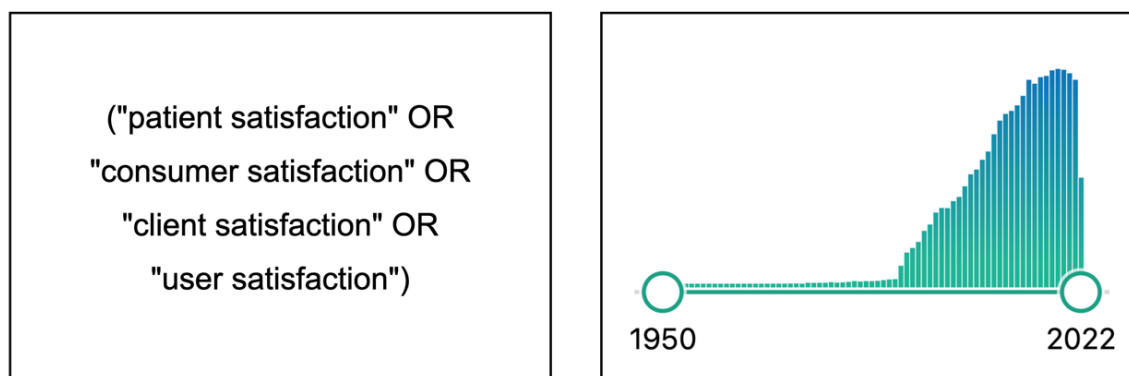 ("patient satisfaction" OR
"consumer satisfaction" OR
"client satisfaction" OR
"user satisfaction")
1950
2022